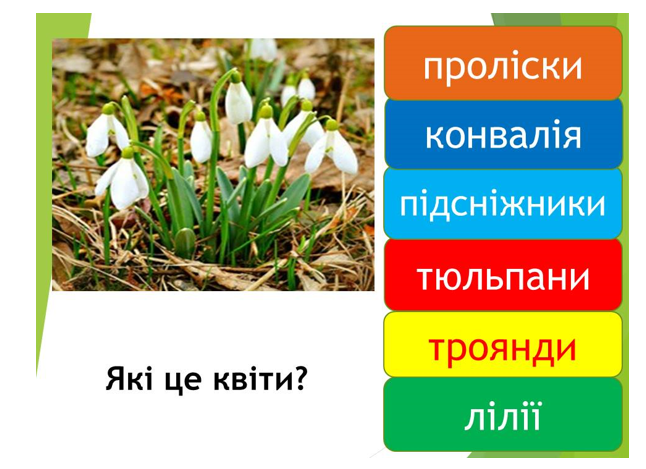 проліски
конвалія
підсніжники
тюльпани
троянди
лілії
Які це квіти?